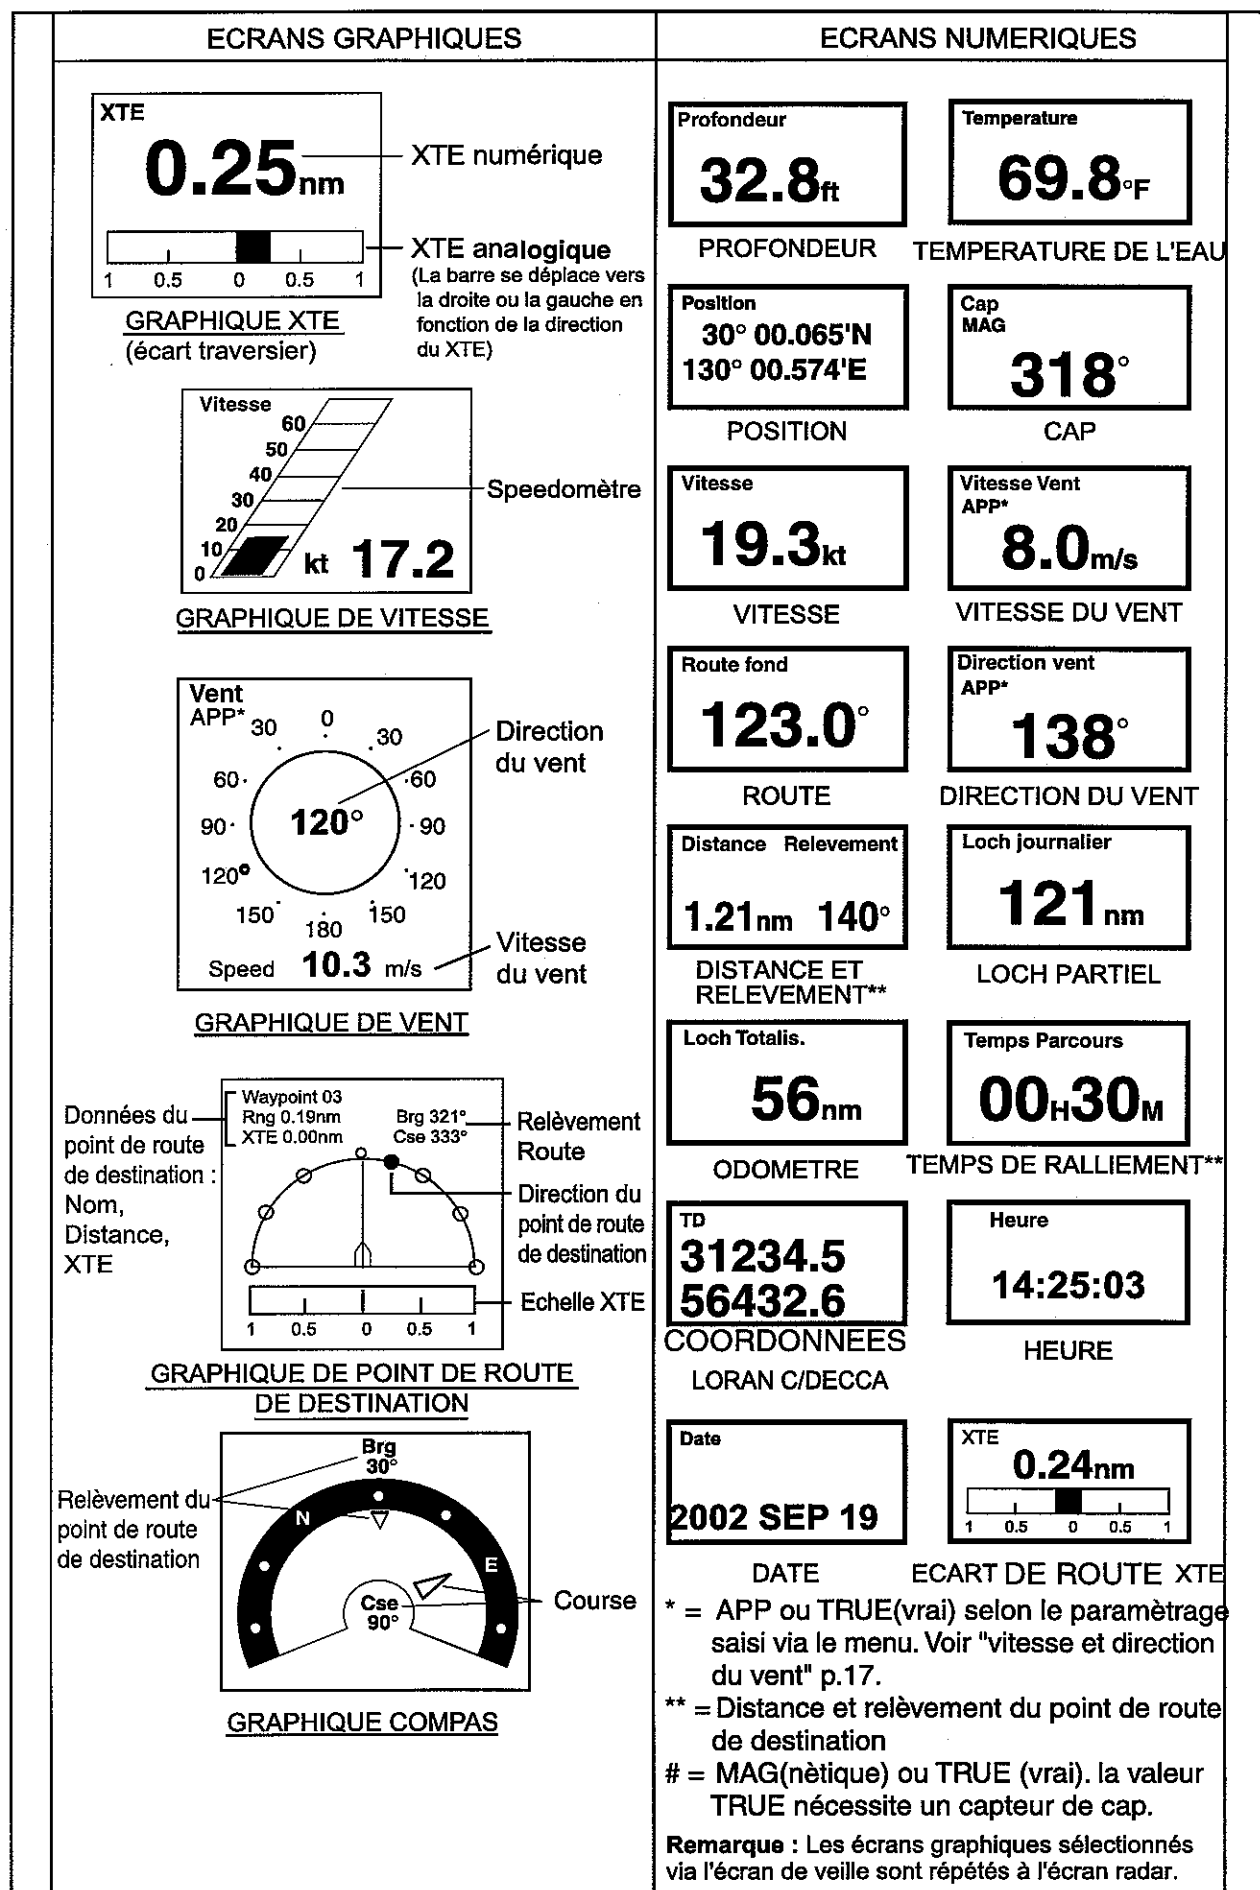 ECRANS GRAPHIQUES
XTE
0.25nm
XTE numérique
1 0.5 0 0.5 1
XTE analogique
(La barre se déplace vers
la droite ou la gauche en
fonction de la direction
du XTE)
GRAPHIQUE XTE
(écart traversier)
Vitesse
60
50
40
30
20
10
0
kt 17.2
Speedomètre
GRAPHIQUE DE VITESSE
Vent
APP*
30 0 30
60 60
90 90
120 120
150 150
180
120°
Speed 10.3 m/s
Direction
du vent
Vitesse
du vent
GRAPHIQUE DE VENT
Données du
point de route
de destination :
Nom,
Distance,
XTE
Waypoint 03
Rng 0.19nm
XTE 0.00nm
Brg 321°
Cse 333°
Relèvement
Route
Direction du
point de route
de destination
Echelle XTE
1 0.5 0 0.5 1
GRAPHIQUE DE POINT DE ROUTE
DE DESTINATION
Brg
30°
N
E
Cse
90°
Relèvement du
point de route
de destination
Course
GRAPHIQUE COMPAS
ECRANS NUMERIQUES
Profondeur
32.8ft
PROFONDEUR
Temperature
69.8°F
TEMPERATURE DE L'EAU
Position
30° 00.065'N
130° 00.574'E
POSITION
Cap
MAG
318°
CAP
Vitesse
19.3kt
VITESSE
Vitesse Vent
APP*
8.0m/s
VITESSE DU VENT
Route fond
123.0°
ROUTE
Direction vent
APP*
138°
DIRECTION DU VENT
Distance Relevement
1.21nm 140°
DISTANCE ET
RELEVEMENT**
Loch journalier
121nm
LOCH PARTIEL
Loch Totalis.
56nm
ODOMETRE
Temps Parcours
00H30M
TEMPS DE RALLIEMENT**
TD
31234.5
56432.6
COORDONNEES
LORAN C/DECCA
Heure
14:25:03
HEURE
Date
2002 SEP 19
DATE
XTE
0.24nm
1 0.5 0 0.5 1
ECART DE ROUTE XTE
* = APP ou TRUE(vrai) selon le paramètrage
saisi via le menu. Voir "vitesse et direction
du vent" p.17.
** = Distance et relèvement du point de route
de destination
# = MAG(nètique) ou TRUE (vrai). la valeur
TRUE nécessite un capteur de cap.
Remarque : Les écrans graphiques sélectionnés
via l'écran de veille sont répétés à l'écran radar.